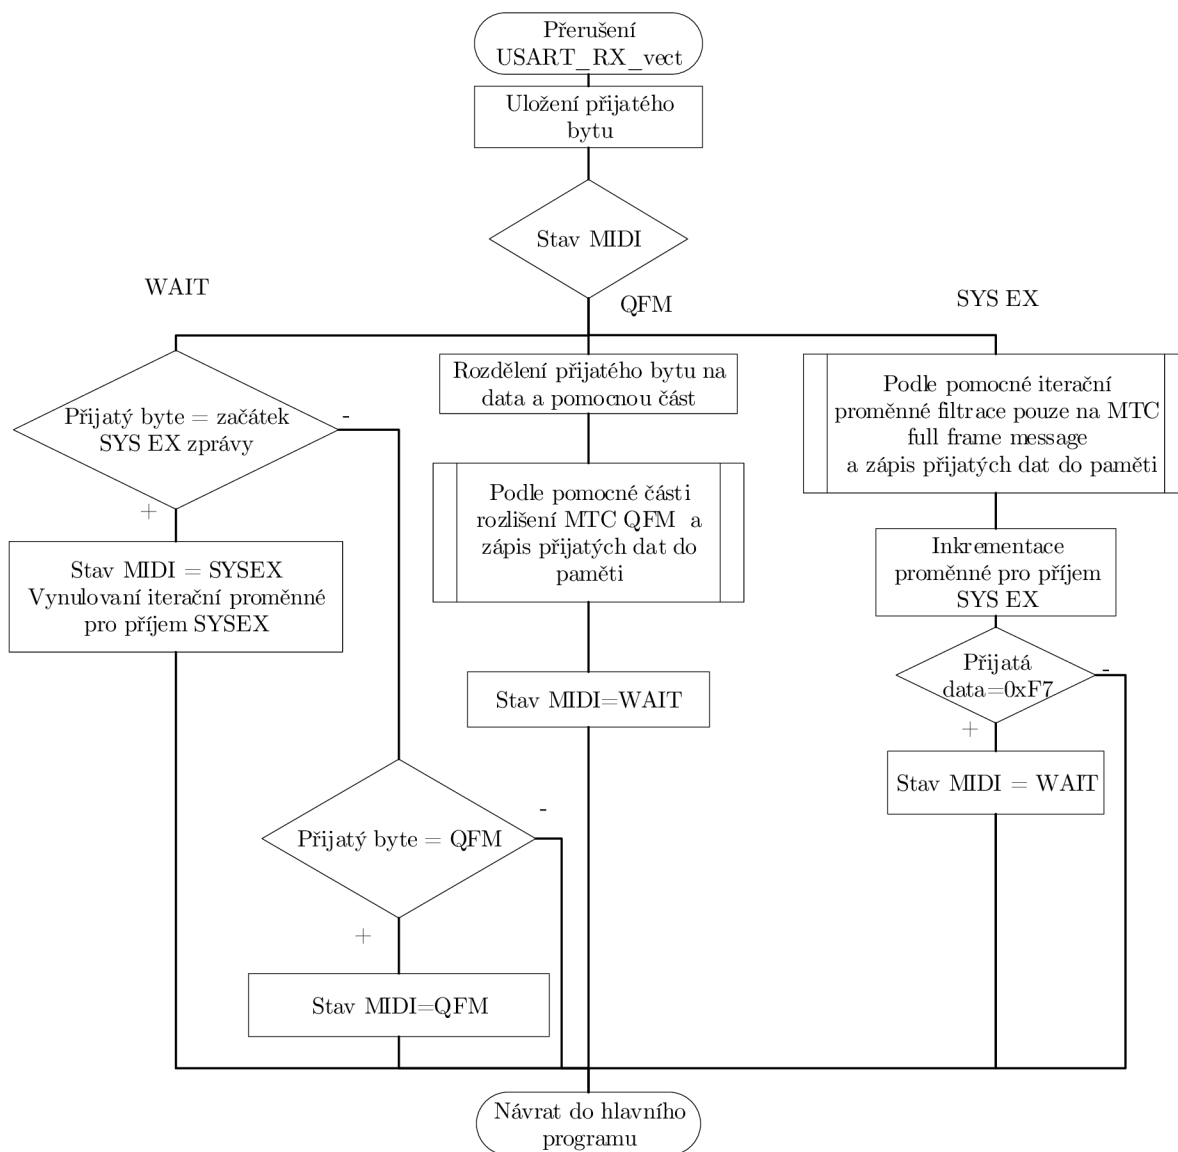 Přerušení
USART_RX_vect
Uložení přijatého
bytu
Stav MIDI
WAIT
QFM
SYS EX
Přijatý byte = začátek
SYS EX zprávy
-
+
Stav MIDI = SYSEX
Vynulovaní iterační proměnné
pro příjem SYSEX
Přijatý byte = QFM
-
+
Stav MIDI=QFM
Rozdělení přijatého bytu na
data a pomocnou část
Podle pomocné části
rozlišení MTC QFM a
zápis přijatých dat do
paměti
Stav MIDI=WAIT
Podle pomocné iterační
proměnné filtrace pouze na MTC
full frame message
a zápis přijatých dat do paměti
Inkrementace
proměnné pro příjem
SYS EX
Přijatá
data=0xF7
-
+
Stav MIDI = WAIT
Návrat do hlavního
programu